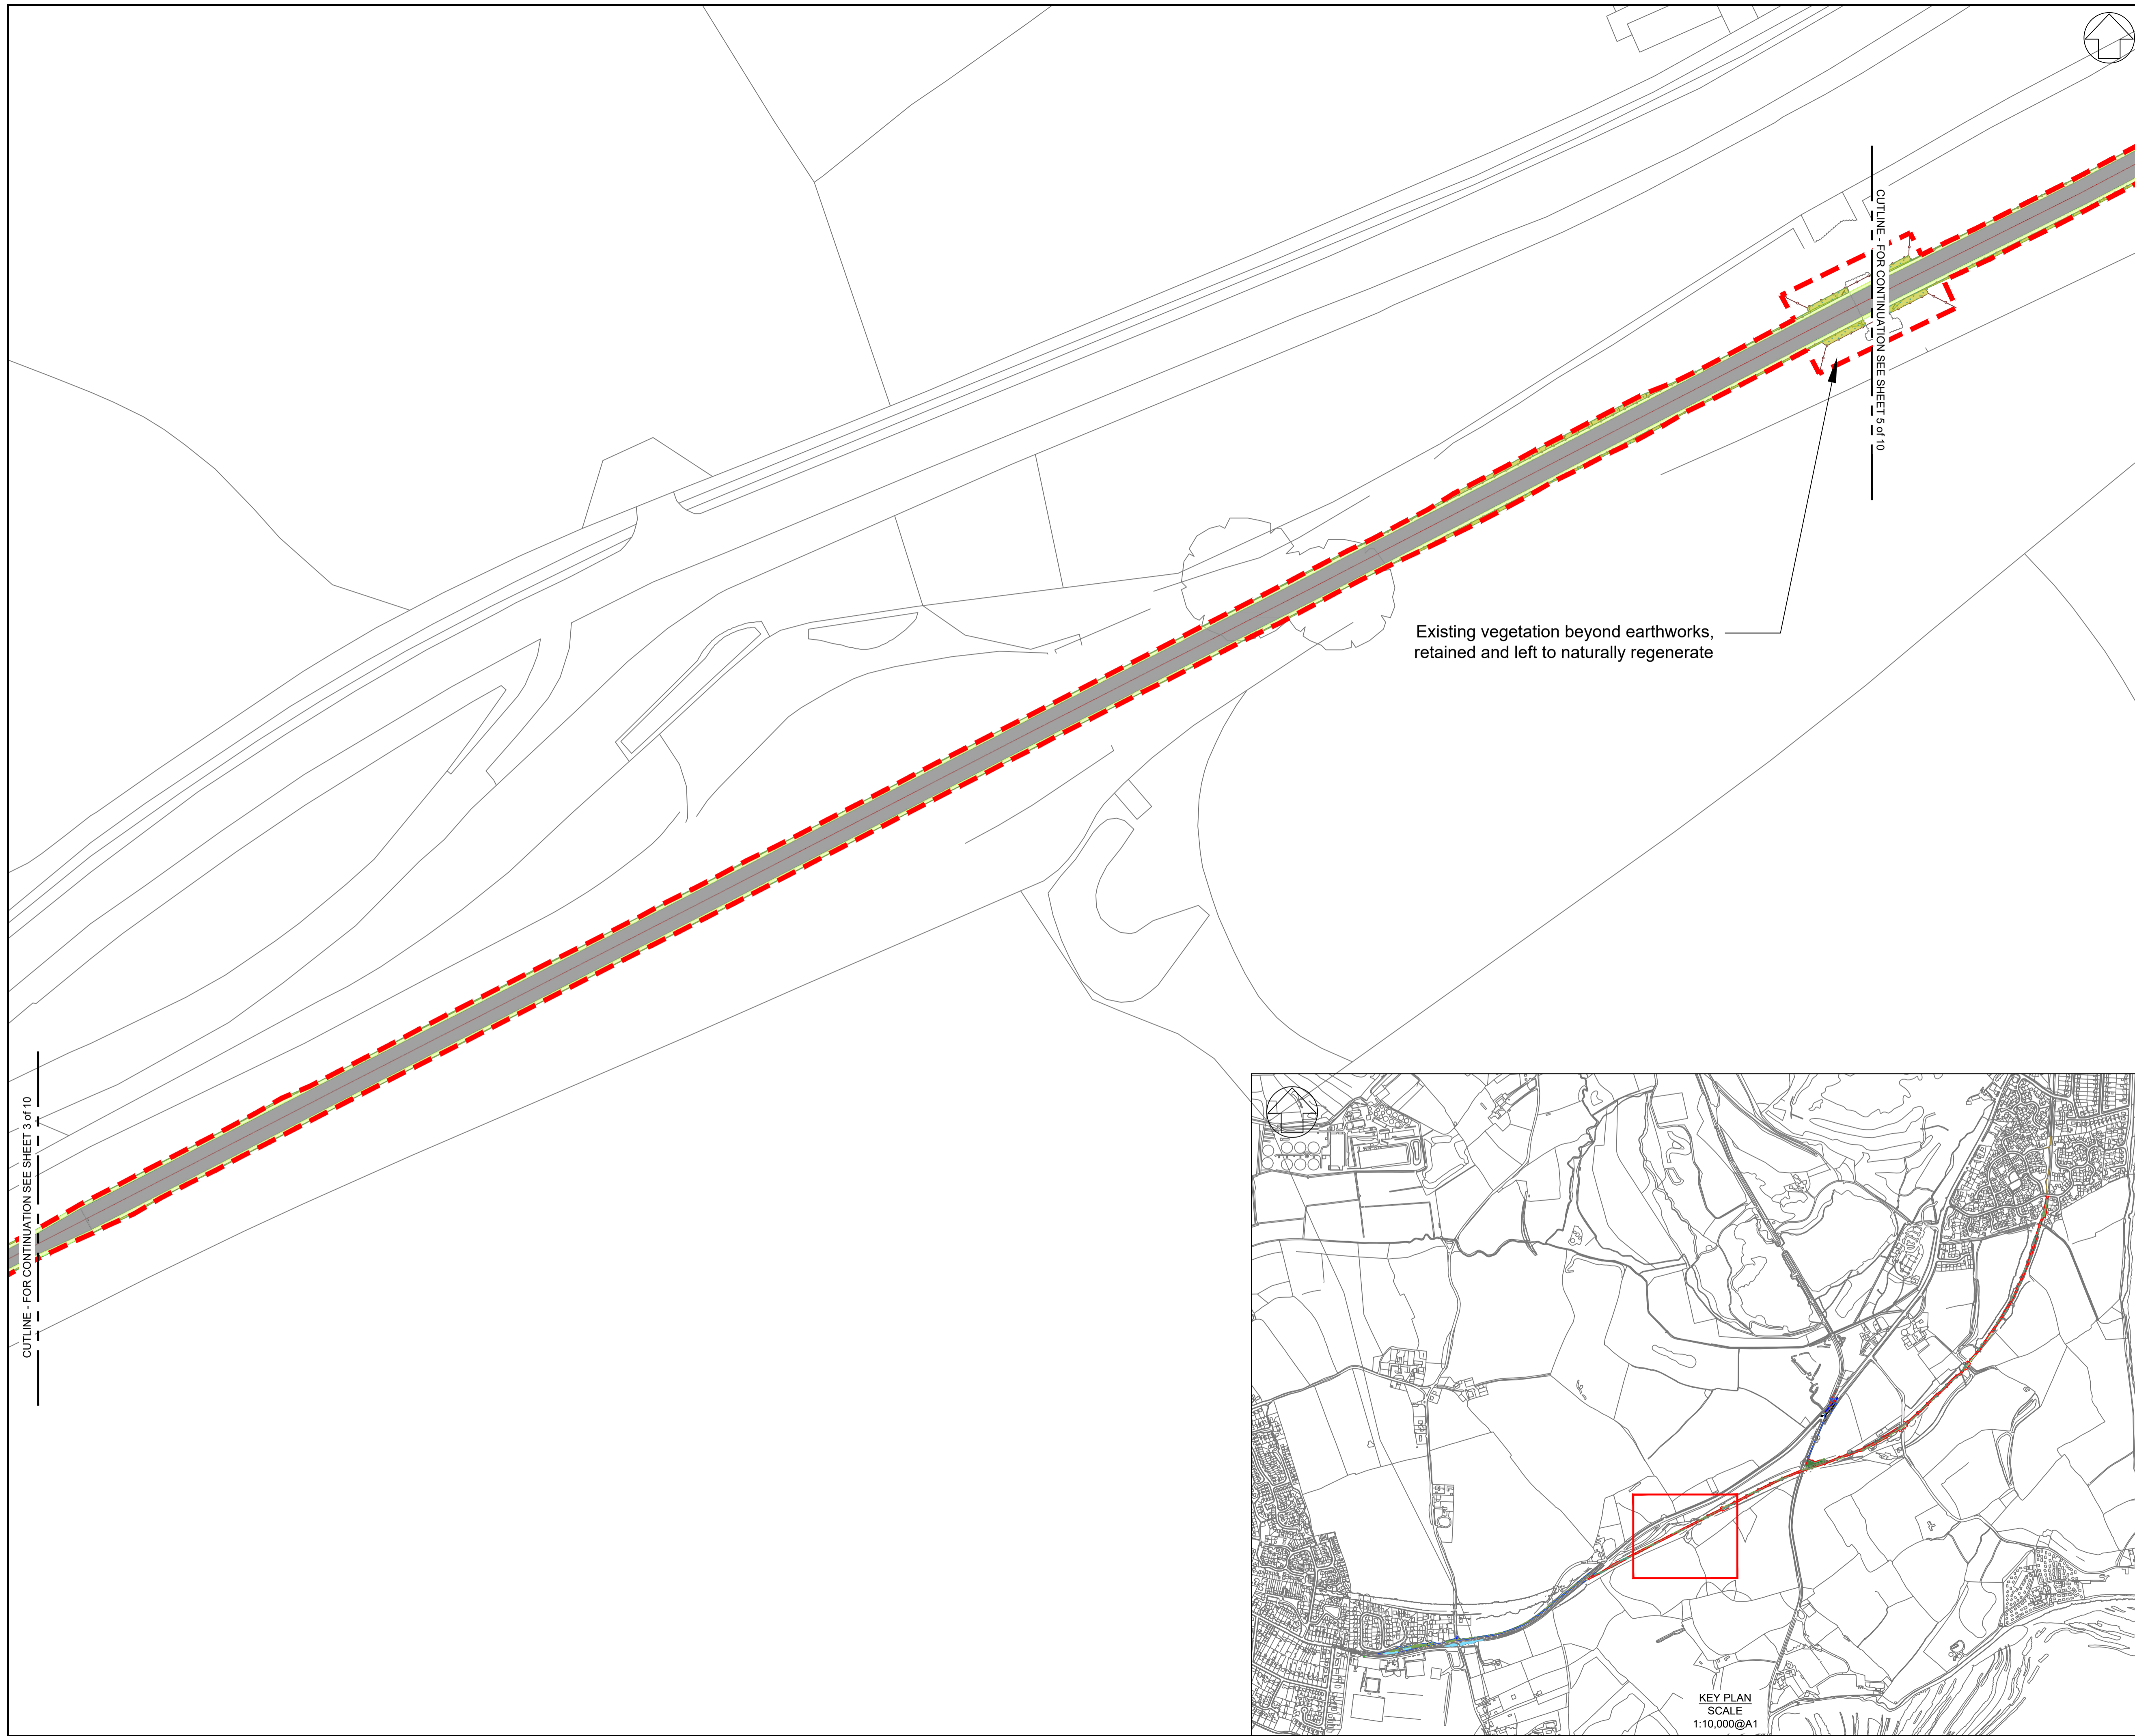 CUTLINE - FOR CONTINUATION SEE SHEET 5 of 10
Existing vegetation beyond earthworks,
retained and left to naturally regenerate
CUTLINE - FOR CONTINUATION SEE SHEET 3 of 10
KEY PLAN
SCALE
1:10,000@A1